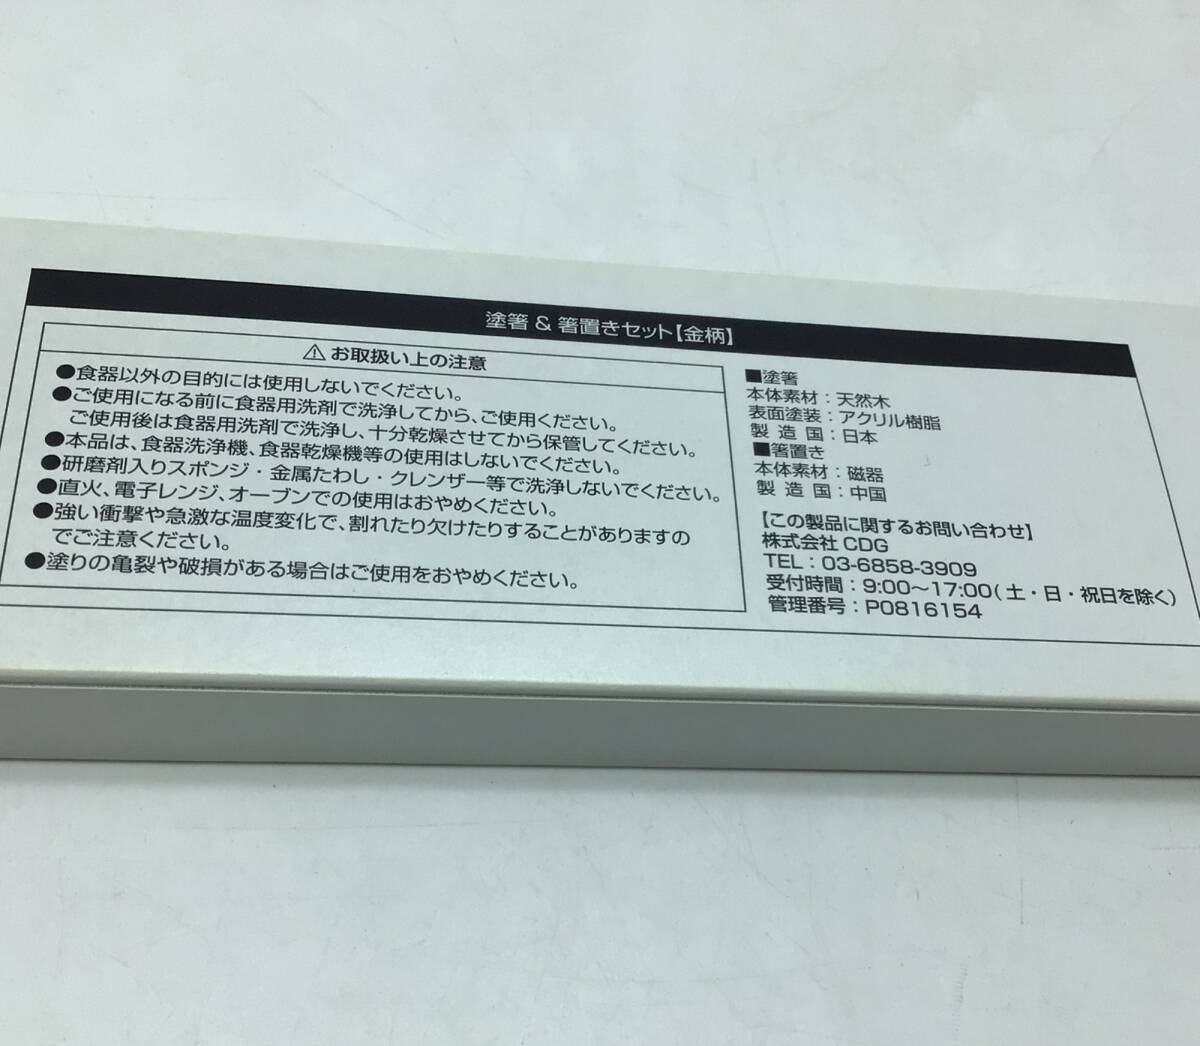 塗箸 & 箸置きセット【金柄】
⚠お取扱い上の注意
●食器以外の目的には使用しないでください。
●ご使用になる前に食器用洗剤で洗浄してから、ご使用ください。
ご使用後は食器用洗剤で洗浄し、十分乾燥させてから保管してください。
●本品は、食器洗浄機、食器乾燥機等の使用はしないでください。
●研磨剤入りスポンジ・金属たわし・クレンザー等で洗浄しないでください。
●直火、電子レンジ、オーブンでの使用はおやめください。
●強い衝撃や急激な温度変化で、割れたり欠けたりすることがありますの
でご注意ください。
●塗りの亀裂や破損がある場合はご使用をおやめください。
■塗箸
本体素材：天然木
表面塗装：アクリル樹脂
製造国：日本
■箸置き
本体素材：磁器
製造国：中国
【この製品に関するお問い合わせ】
株式会社CDG
TEL：03-6858-3909
受付時間：9:00〜17:00(土・日・祝日を除く)
管理番号：P0816154